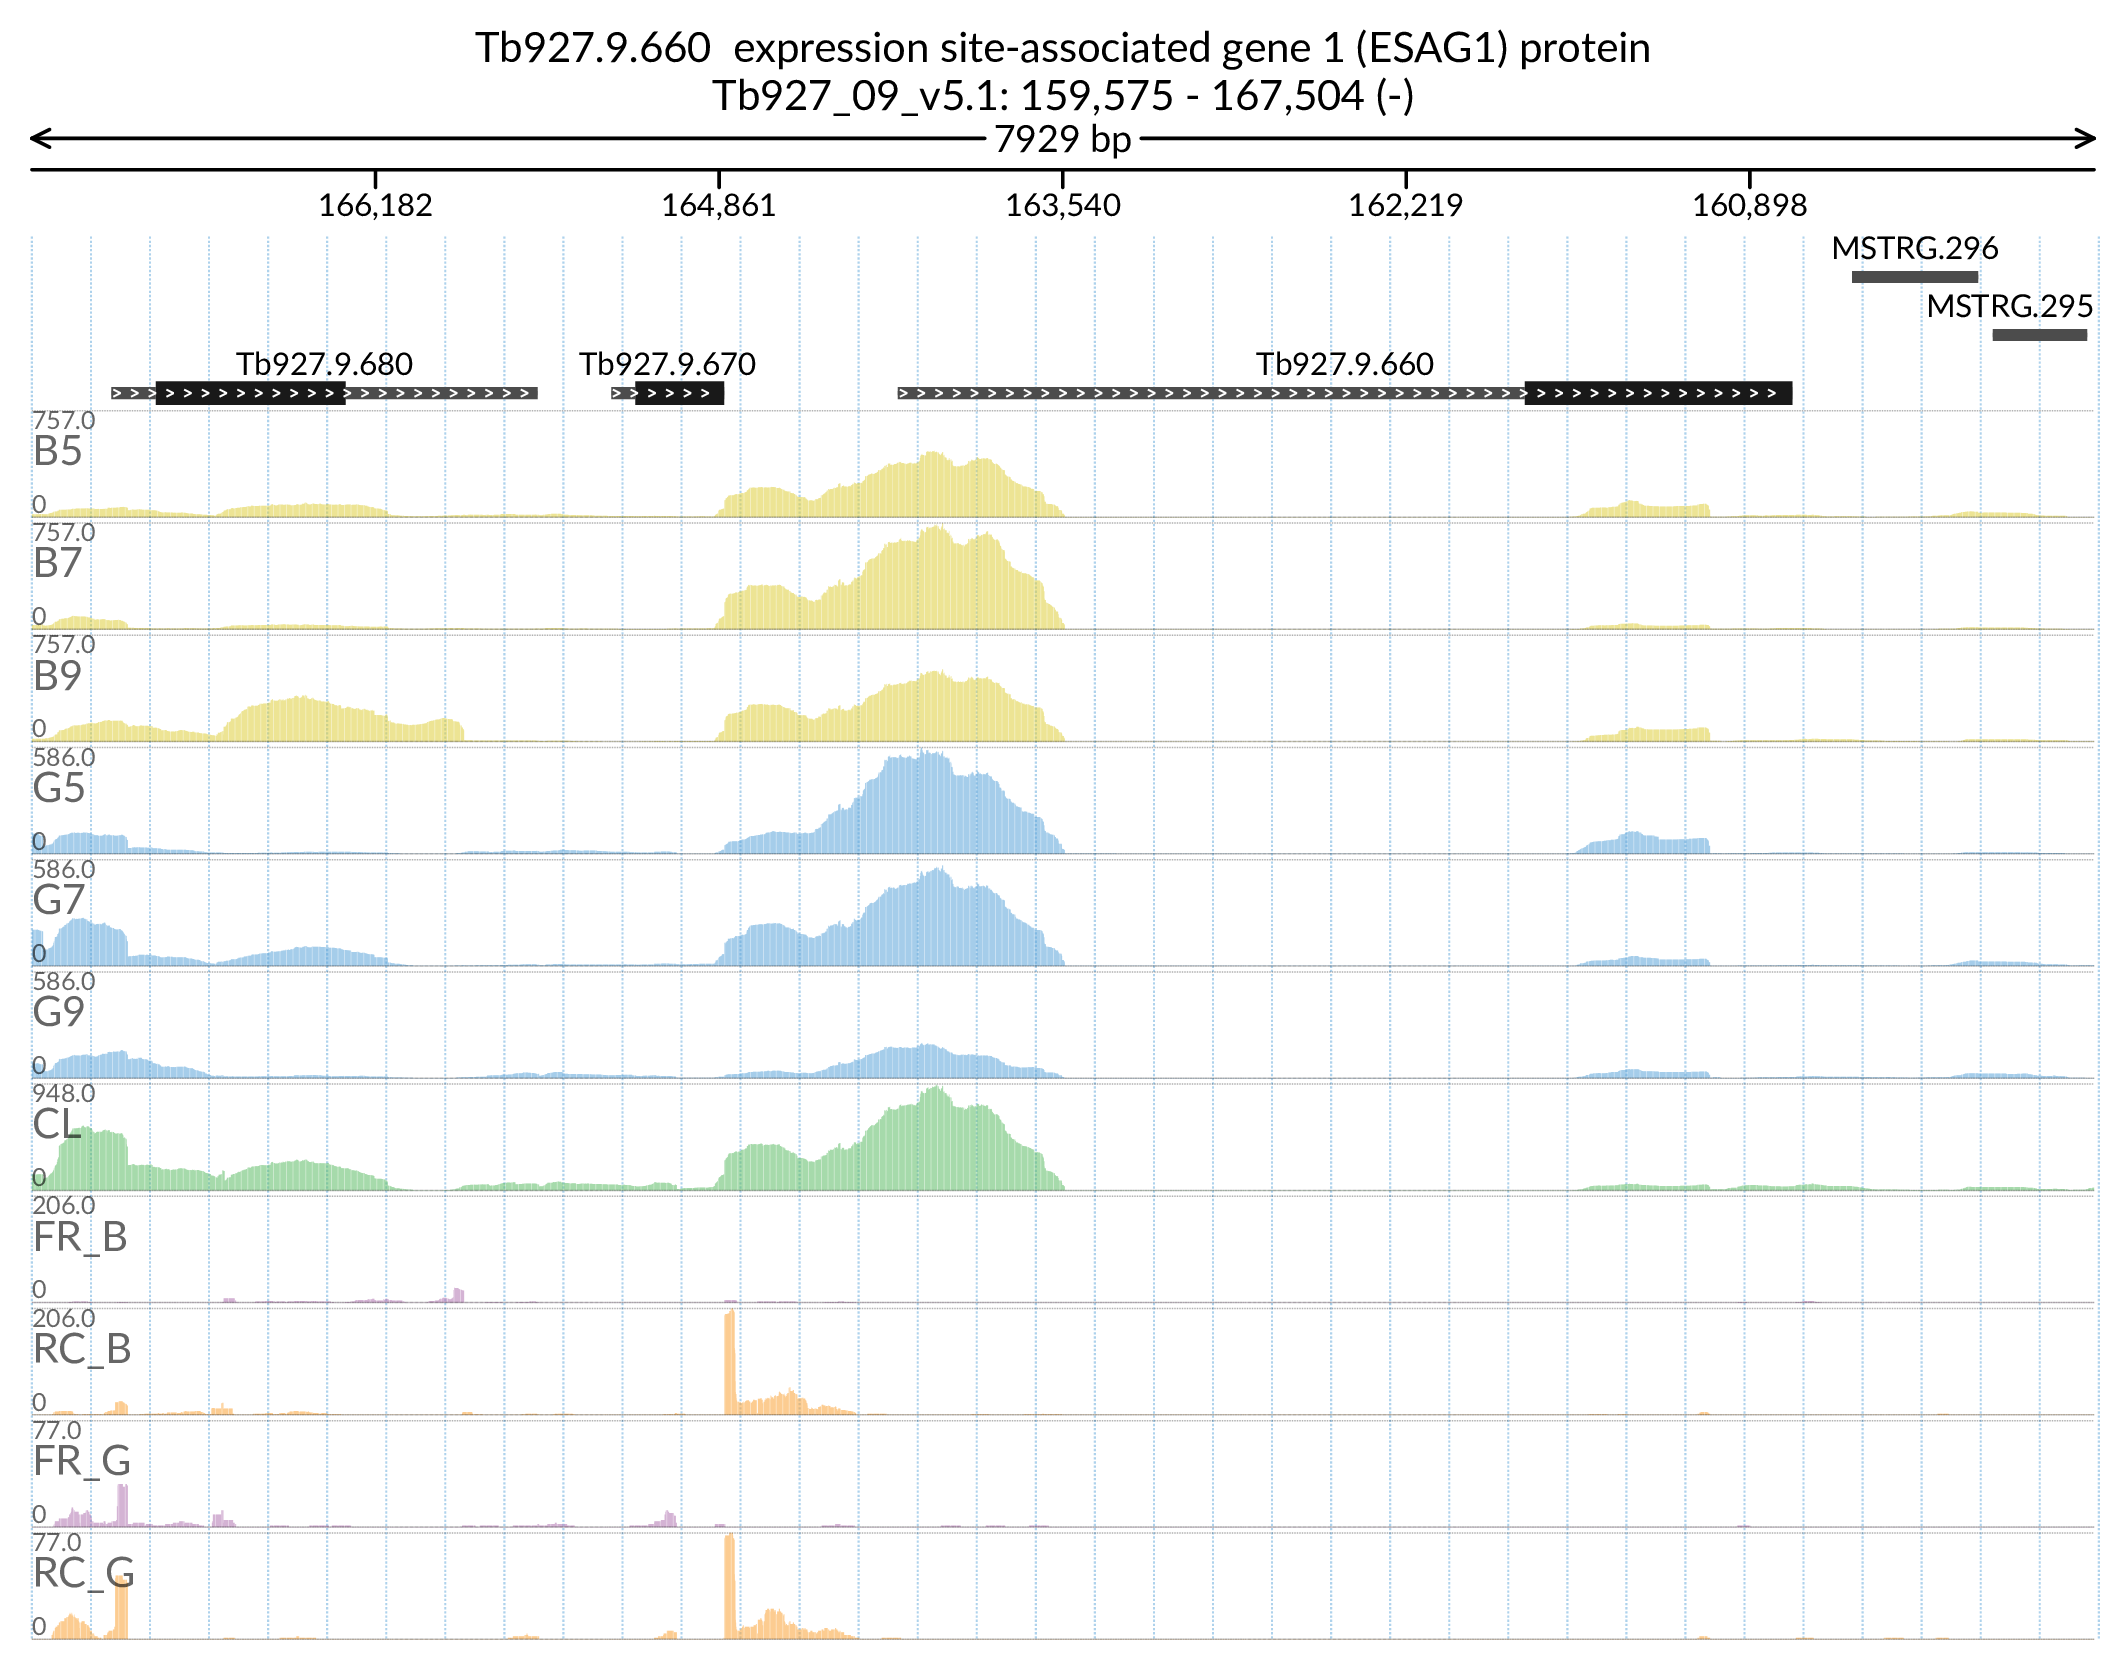 Tb927.9.660  expression site-associated gene 1 (ESAG1) protein
Tb927_09_v5.1: 159,575 - 167,504 (-)
7929 bp
166,182 164,861 163,540 162,219 160,898
MSTRG.296
MSTRG.295
Tb927.9.680 Tb927.9.670 Tb927.9.660
757.0
B5
0
757.0
B7
0
757.0
B9
0
586.0
G5
0
586.0
G7
0
586.0
G9
0
948.0
CL
0
206.0
FR_B
0
206.0
RC_B
0
77.0
FR_G
0
77.0
RC_G
0